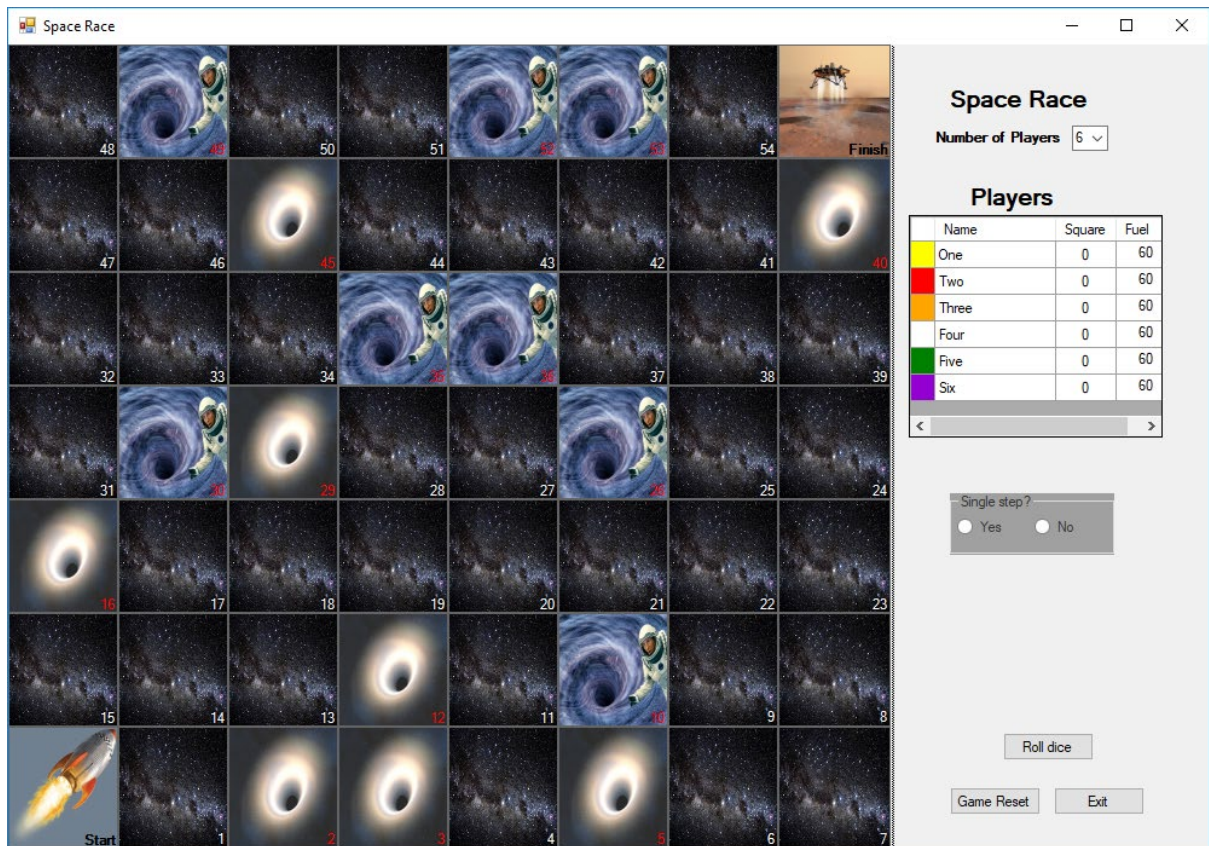 Space Race
48 49 50 51 52 53 54 Finish
47 46 45 44 43 42 41 40
32 33 34 35 36 37 38 39
31 30 29 28 27 26 25 24
16 17 18 19 20 21 22 23
15 14 13 12 11 10 9 8
Start 1 2 3 4 5 6 7
Space Race
Number of Players 6
Players
Name Square Fuel
One 0 60
Two 0 60
Three 0 60
Four 0 60
Five 0 60
Six 0 60
Single step?
Yes No
Roll dice
Game Reset Exit